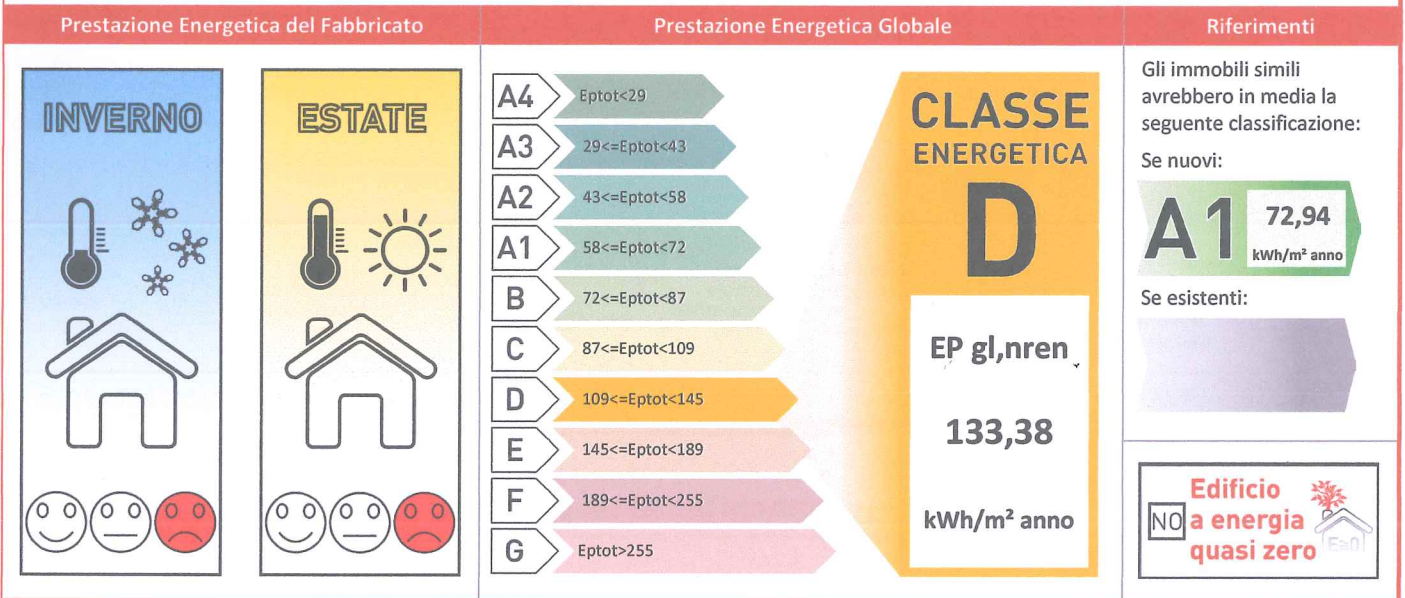 Prestazione Energetica del Fabbricato
Prestazione Energetica Globale
Riferimenti
INVERNO
ESTATE
A4 Eptot<29
A3 29<=Eptot<43
A2 43<=Eptot<58
A1 58<=Eptot<72
B 72<=Eptot<87
C 87<=Eptot<109
D 109<=Eptot<145
E 145<=Eptot<189
F 189<=Eptot<255
G Eptot>255
CLASSE
ENERGETICA
D
EP gl,nren
133,38
kWh/m² anno
Gli immobili simili
avrebbero in media la
seguente classificazione:
Se nuovi:
A1 72,94
kWh/m² anno
Se esistenti:
Edificio
NO a energia
quasi zero